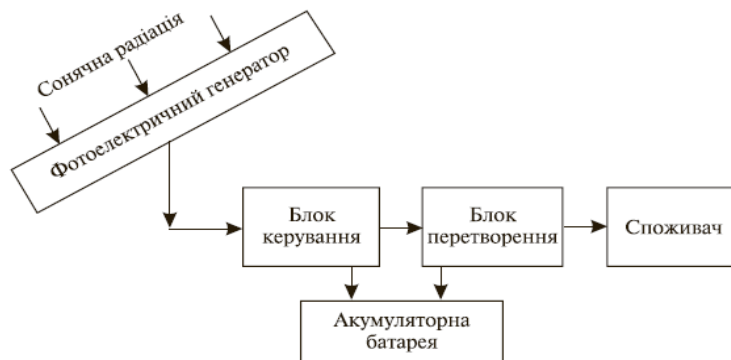 Сонячна радіація
Фотоелектричний генератор
Блок
керування
Блок
перетворення
Споживач
Акумуляторна
батарея